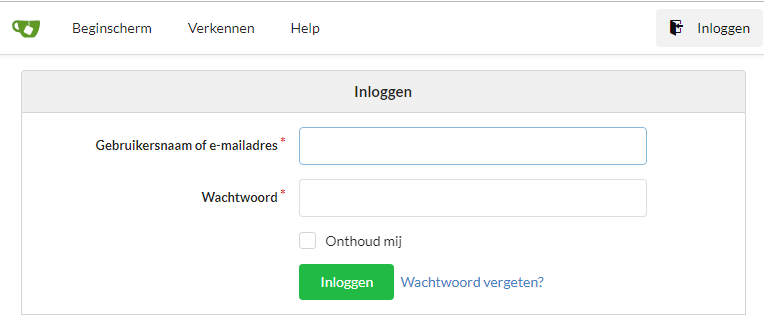 Beginscherm Verkennen Help Inloggen
Inloggen
Gebruikersnaam of e-mailadres *
Wachtwoord *
Onthoud mij
Inloggen Wachtwoord vergeten?